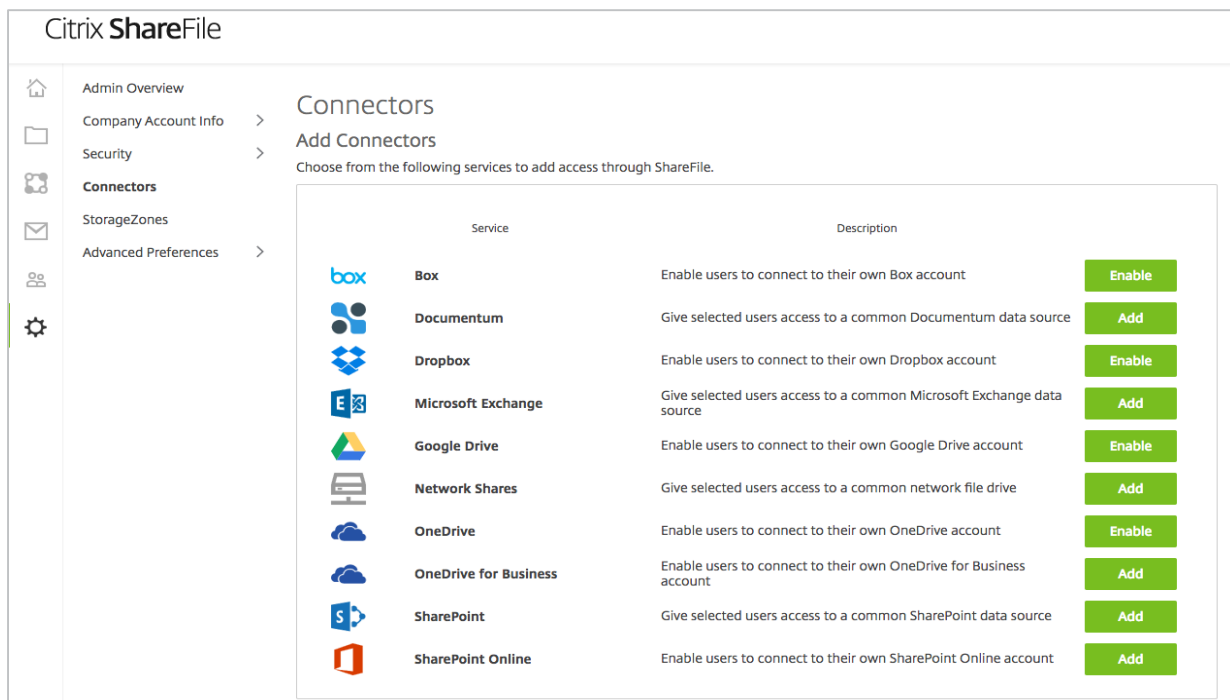 Citrix ShareFile
Admin Overview
Company Account Info
Security
Connectors
StorageZones
Advanced Preferences
Connectors
Add Connectors
Choose from the following services to add access through ShareFile.
Service Description
box Box Enable users to connect to their own Box account Enable
Documentum Give selected users access to a common Documentum data source Add
Dropbox Enable users to connect to their own Dropbox account Enable
E Microsoft Exchange Give selected users access to a common Microsoft Exchange data
source Add
Google Drive Enable users to connect to their own Google Drive account Enable
Network Shares Give selected users access to a common network file drive Add
OneDrive Enable users to connect to their own OneDrive account Enable
OneDrive for Business Enable users to connect to their own OneDrive for Business
account Add
S SharePoint Give selected users access to a common SharePoint data source Add
SharePoint Online Enable users to connect to their own SharePoint Online account Add